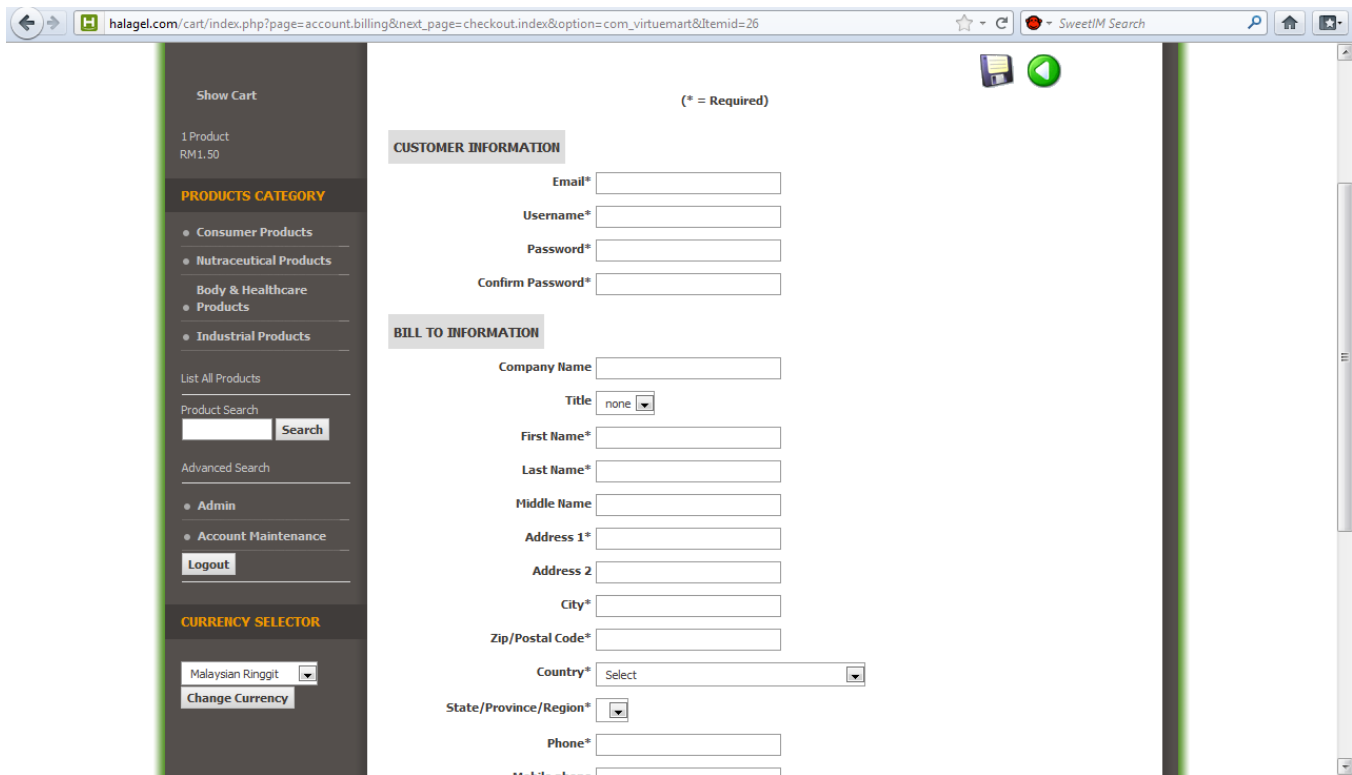 halagel.com/cart/index.php?page=account.billing&next_page=checkout.index&option=com_virtuemart&Itemid=26
SweetIM Search
Show Cart
1 Product
RM1.50
PRODUCTS CATEGORY
Consumer Products
Nutraceutical Products
Body & Healthcare
Products
Industrial Products
List All Products
Product Search
Search
Advanced Search
Admin
Account Maintenance
Logout
CURRENCY SELECTOR
Malaysian Ringgit
Change Currency
(* = Required)
CUSTOMER INFORMATION
Email*
Username*
Password*
Confirm Password*
BILL TO INFORMATION
Company Name
Title none
First Name*
Last Name*
Middle Name
Address 1*
Address 2
City*
Zip/Postal Code*
Country* Select
State/Province/Region*
Phone*
Mobile phone